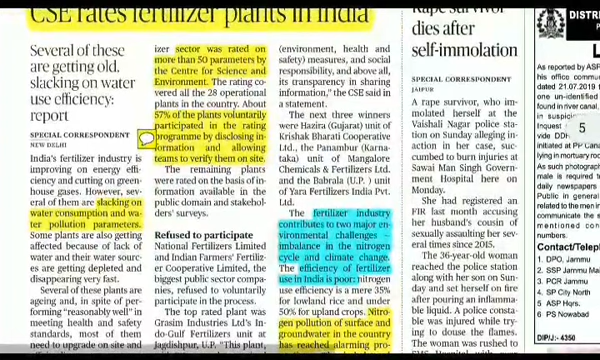 CSE rates fertilizer plants in India
Several of these
are getting old,
slacking on water
use efficiency:
report
SPECIAL CORRESPONDENT
NEW DELHI
India's fertilizer industry is
improving on energy effi-
ciency and cutting on green-
house gases. However, sev-
eral of them are slacking on
water consumption and wa-
ter pollution parameters.
Some plants are also getting
affected because of lack of
water and their water sourc-
es are getting depleted and
disappearing very fast.
Several of these plants are
ageing and, in spite of per-
forming "reasonably well" in
meeting health and safety
standards, most of them
need to upgrade on site and
izer sector was rated on
more than 50 parameters by
the Centre for Science and
Environment. The rating co-
vered all the 28 operational
plants in the country. About
57% of the plants voluntarily
participated in the rating
programme by disclosing in-
formation and allowing
teams to verify them on site.
The remaining plants
were rated on the basis of in-
formation available in the
public domain and stakehol-
ders' surveys.
Refused to participate
National Fertilizers Limited
and Indian Farmers' Fertiliz-
er Cooperative Limited, the
biggest public sector compa-
nies, refused to voluntarily
participate in the process.
The top rated plant was
Grasim Industries Ltd's In-
do-Gulf Fertilizers unit at
Jagdishpur, U.P. "This plant,
(environment, health and
safety) measures, and social
responsibility, and above all,
its transparency in sharing
information," the CSE said in
a statement.
The next three winners
were Hazira (Gujarat) unit of
Krishak Bharati Cooperative
Ltd., the Panambur (Karna-
taka) unit of Mangalore
Chemicals & Fertilizers Ltd.
and the Babrala (U.P. ) unit
of Yara Fertilizers India Pvt.
Ltd.
The fertilizer industry
contributes to two major en-
vironmental challenges –
imbalance in the nitrogen
cycle and climate change.
The efficiency of fertilizer
use in India is poor: nitrogen
use efficiency is a mere 35%
for lowland rice and under
50% for upland crops. Nitro-
gen pollution of surface and
groundwater in the country
has reached alarming pro-
Rape survivor
dies after
self-immolation
SPECIAL CORRESPONDENT
JAIPUR
A rape survivor, who im-
molated herself at the
Vaishali Nagar police sta-
tion on Sunday alleging in-
action in her case, suc-
cumbed to burn injuries at
Sawai Man Singh Govern-
ment Hospital here on
Monday.
She had registered an
FIR last month accusing
her husband's cousin of
sexually assaulting her sev-
eral times since 2015.
The 36-year-old woman
reached the police station
along with her son on Sun-
day and set herself on fire
after pouring an inflamma-
ble liquid. A police consta-
ble was injured while try-
ing to douse the flames.
The woman was rushed to
DISTR
As reported by ASP
his office commu
dated 21.07.2019
one un-identified
found in river canal,
in suspicio
Inquest
vide DDR
initiated at PP Cana
lying in mortuary roo
As such photograph
male is required t
daily newspapers
Public in general
related to the men in
communicate the s
mentioned con
numbers.
Contact/Telep
1. DPO, Jammu
2. SSP Jammu Mai
3. PCR Jammu
4. SP City North
5. ASP Hqrs.
6. PS Nowabad
DIP/J:- 4350
5